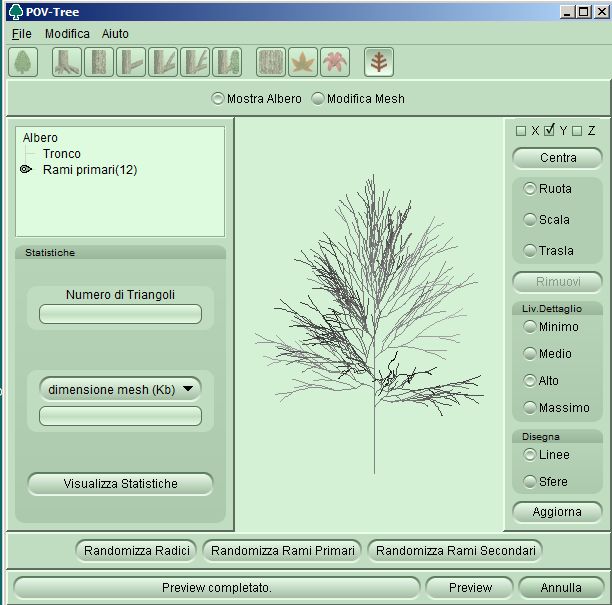 POV-Tree
File Modifica Aiuto
Mostra Albero Modifica Mesh
Albero
Tronco
Rami primari(12)
Statistiche
Numero di Triangoli
dimensione mesh (Kb)
Visualizza Statistiche
X Y Z
Centra
Ruota
Scala
Trasla
Rimuovi
Liv.Dettaglio
Minimo
Medio
Alto
Massimo
Disegna
Linee
Sfere
Aggiorna
Randomizza Radici Randomizza Rami Primari Randomizza Rami Secondari
Preview completato. Preview Annulla